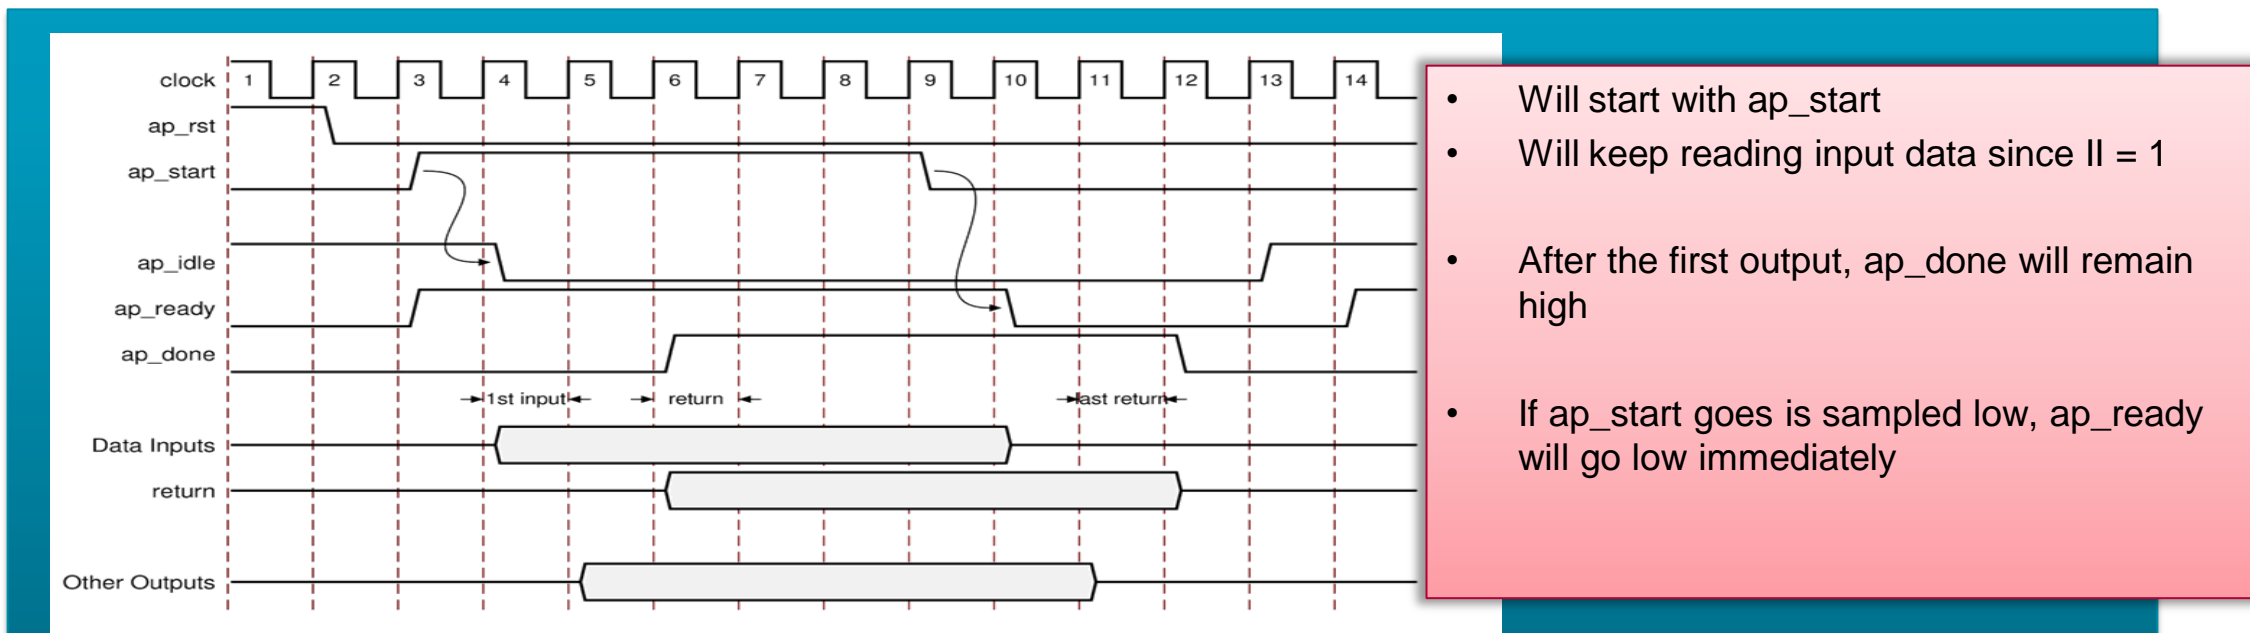 clock 1 2 3 4 5 6 7 8 9 10 11 12 13 14
ap_rst
ap_start
ap_idle
ap_ready
ap_done
1st input return last return
Data Inputs
return
Other Outputs
• Will start with ap_start
• Will keep reading input data since II = 1
• After the first output, ap_done will remain
high
• If ap_start goes is sampled low, ap_ready
will go low immediately